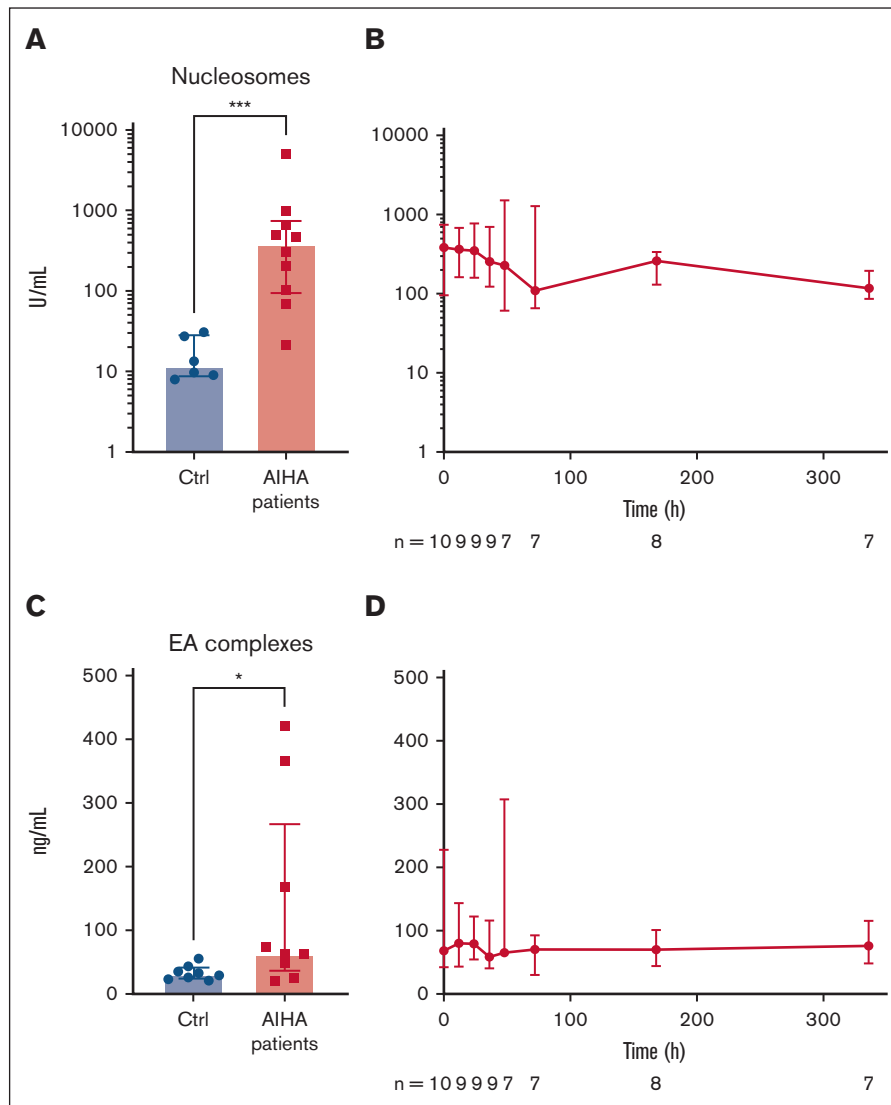 A
Nucleosomes
***
10000
1000
100
10
1
U/mL
Ctrl
AIHA
patients
B
10000
1000
100
10
1
0
100
200
300
Time (h)
n = 10 9 9 9 7 7 8 7
C
EA complexes
*
500
400
300
200
100
0
ng/mL
Ctrl
AIHA
patients
D
500
400
300
200
100
0
0
100
200
300
Time (h)
n = 10 9 9 9 7 7 8 7